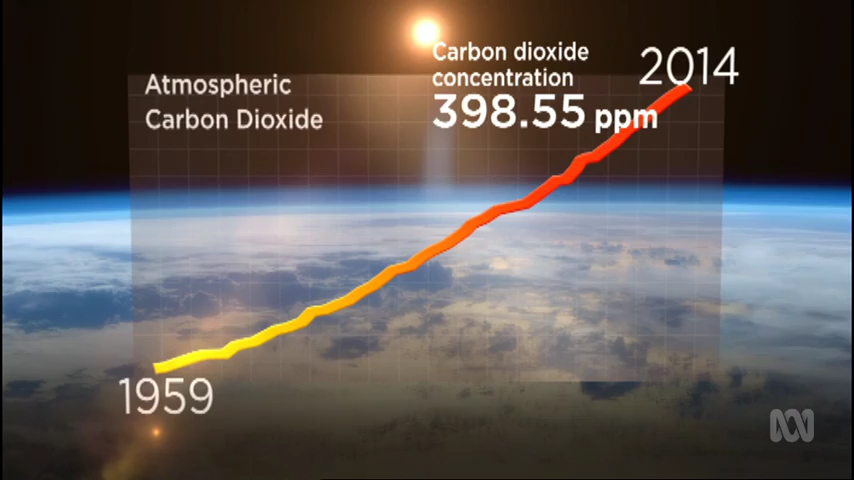 Atmospheric
Carbon Dioxide
Carbon dioxide
concentration
398.55 ppm
2014
1959